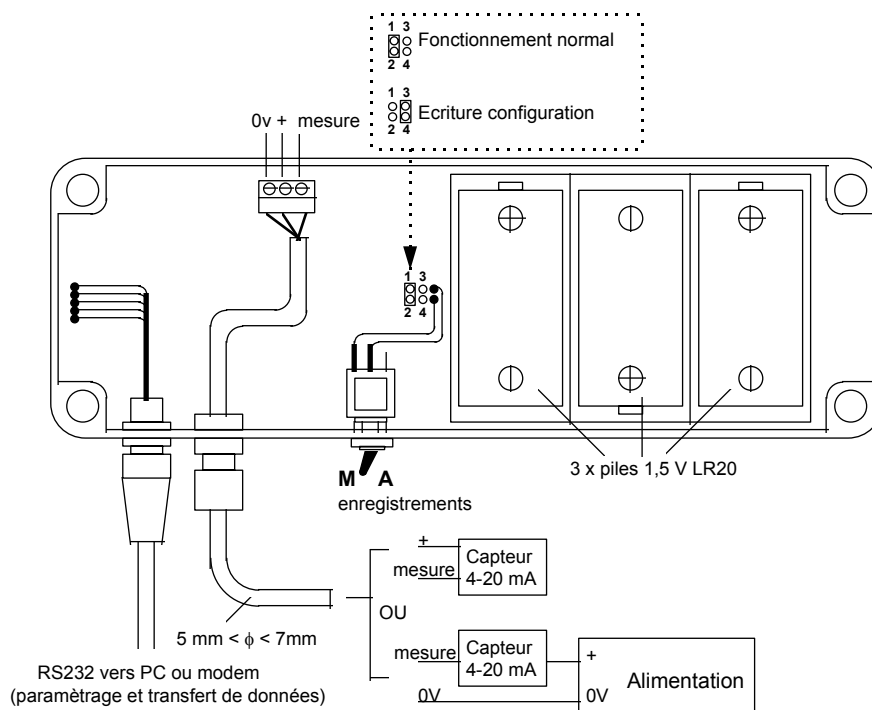 1 3
Fonctionnement normal
2 4
1 3
Ecriture configuration
2 4
0v + mesure
1 3
2 4
3 x piles 1,5 V LR20
M A
enregistrements
+
mesure
Capteur
4-20 mA
OU
5 mm < ϕ < 7mm
mesure
Capteur
4-20 mA
+
0V
0V
Alimentation
RS232 vers PC ou modem
(paramètrage et transfert de données)